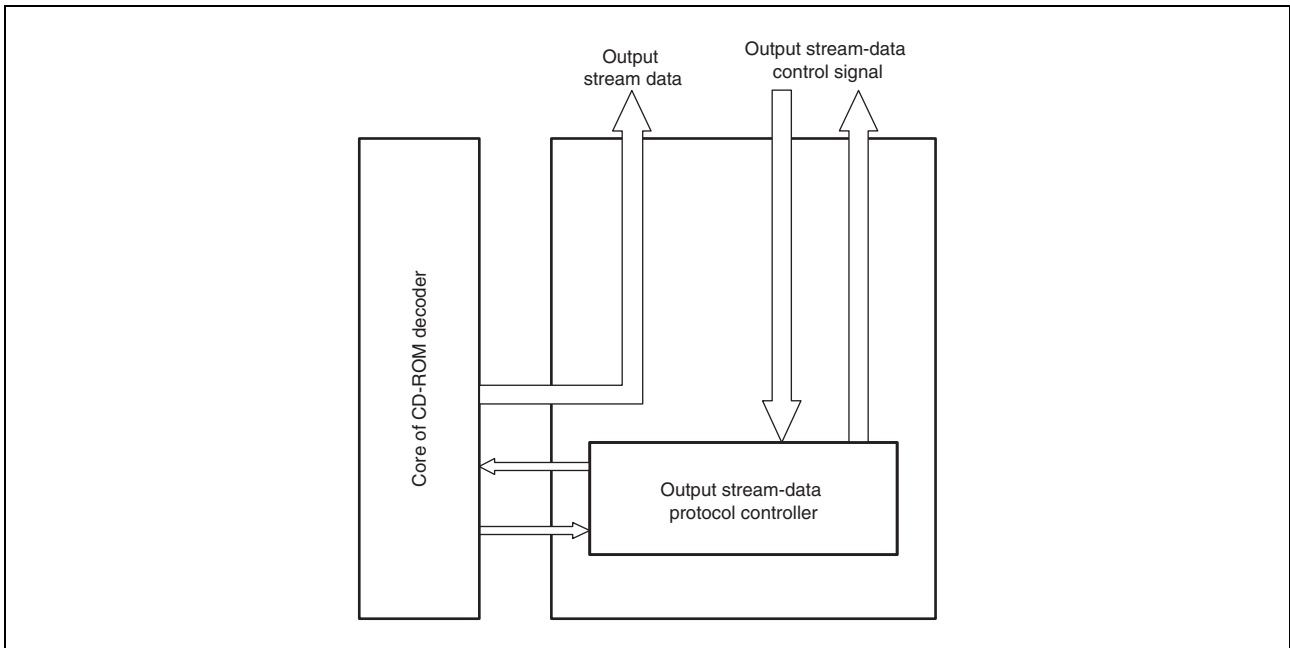 Output
stream data
Output stream-data
control signal
Core of CD-ROM decoder
Output stream-data
protocol controller